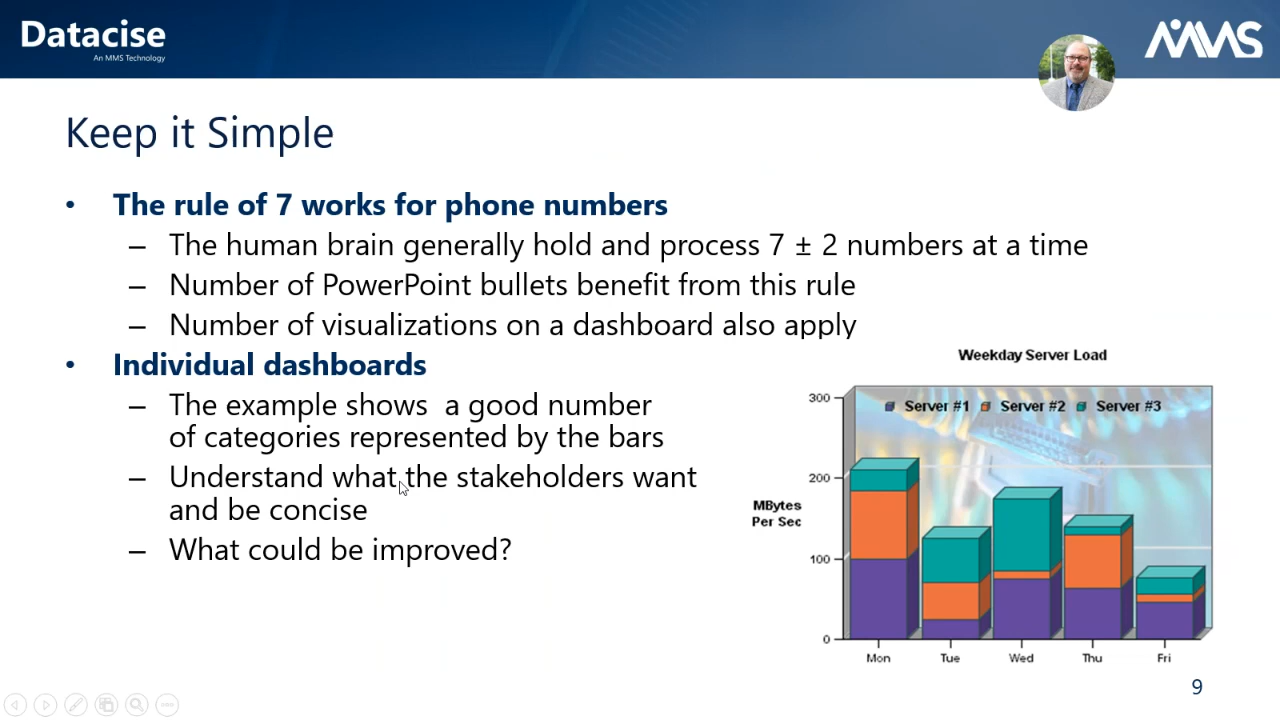 Datacise
An MMS Technology
MMS
Keep it Simple
• The rule of 7 works for phone numbers
– The human brain generally hold and process 7 ± 2 numbers at a time
– Number of PowerPoint bullets benefit from this rule
– Number of visualizations on a dashboard also apply
• Individual dashboards
– The example shows  a good number
of categories represented by the bars
– Understand what the stakeholders want
and be concise
– What could be improved?
Weekday Server Load
Server #1 Server #2 Server #3
MBytes
Per Sec
300
200
100
0
Mon Tue Wed Thu Fri
9